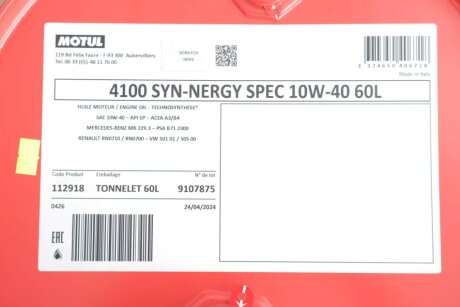 MOTUL
119 Bd Félix Faure - F-93 300 Aubervilliers
Tel: 00 33 (0)1 48 11 70 00
SCRATCH
HERE
3 374650 406718
Made in Italy
4100 SYN-NERGY SPEC 10W-40 60L
HUILE MOTEUR / ENGINE OIL - TECHNOSYNTHESE®
SAE 10W-40 - API SP - ACEA A3/B4
MERCEDES-BENZ MB 229.3 - PSA B71 2300
RENAULT RN0710 / RN0700 - VW 501 01 / 505 00
Code Produit Emballage N° de lot
112918 TONNELET 60L 9107875
0426 24/04/2024
EAC